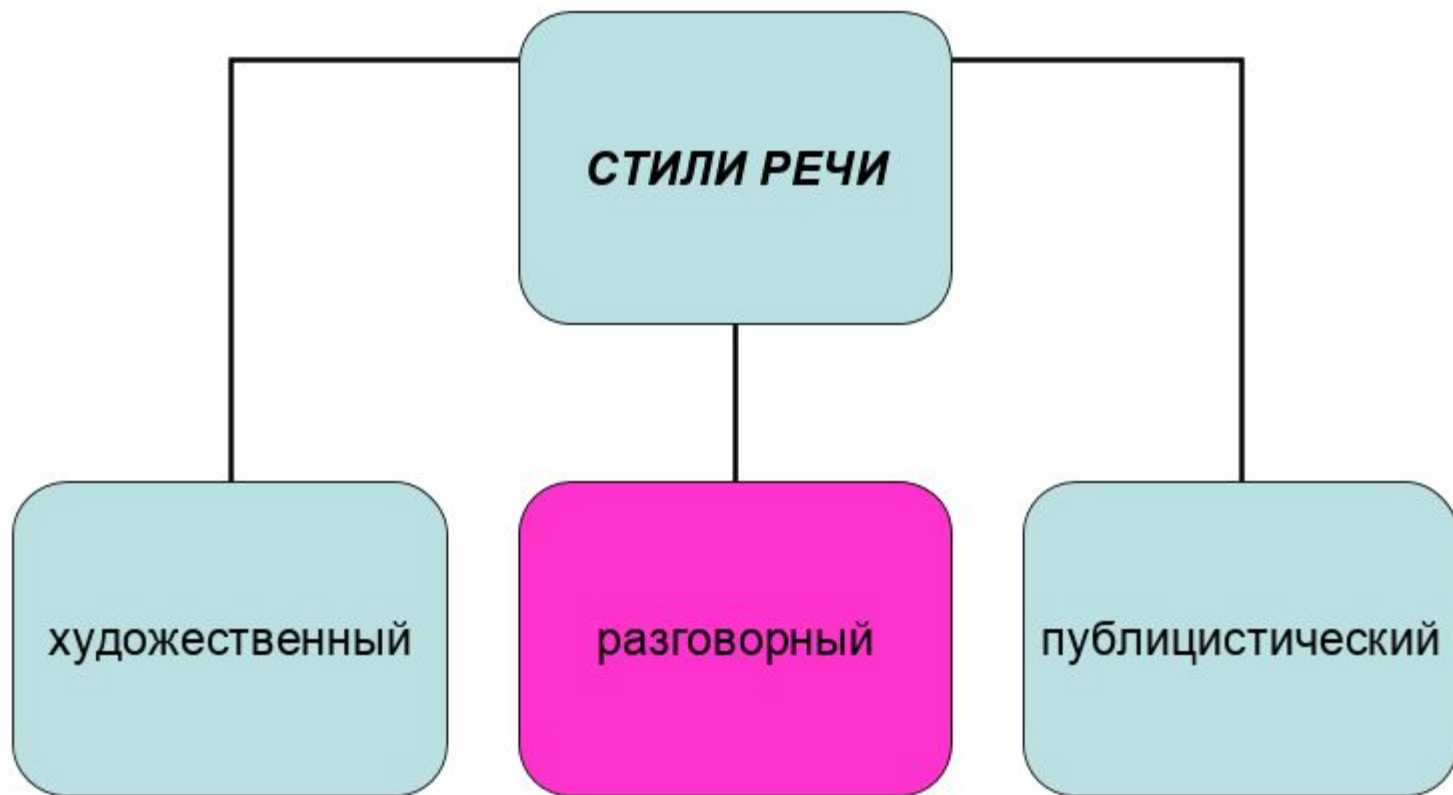 СТИЛИ РЕЧИ
художественный
разговорный
публицистический